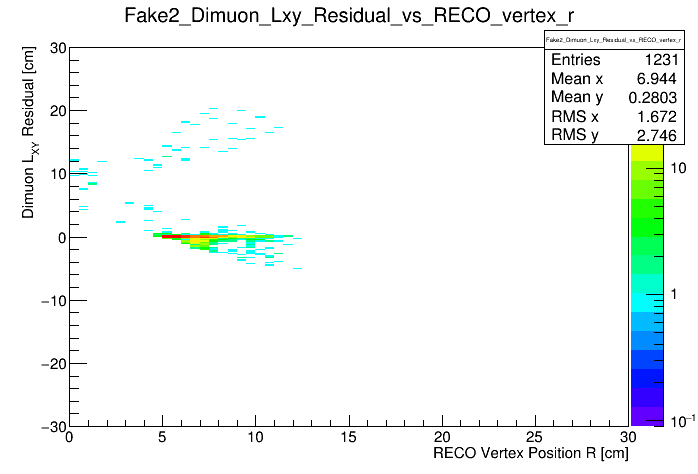 Fake2_Dimuon_Lxy_Residual_vs_RECO_vertex_r
Fake2_Dimuon_Lxy_Residual_vs_RECO_vertex_r
Entries 1231
Mean x 6.944
Mean y 0.2803
RMS x 1.672
RMS y 2.746
Dimuon LXY Residual [cm]
30
20
10
0
−10
−20
−30
0 5 10 15 20 25 30
RECO Vertex Position R [cm]
10
1
10−1